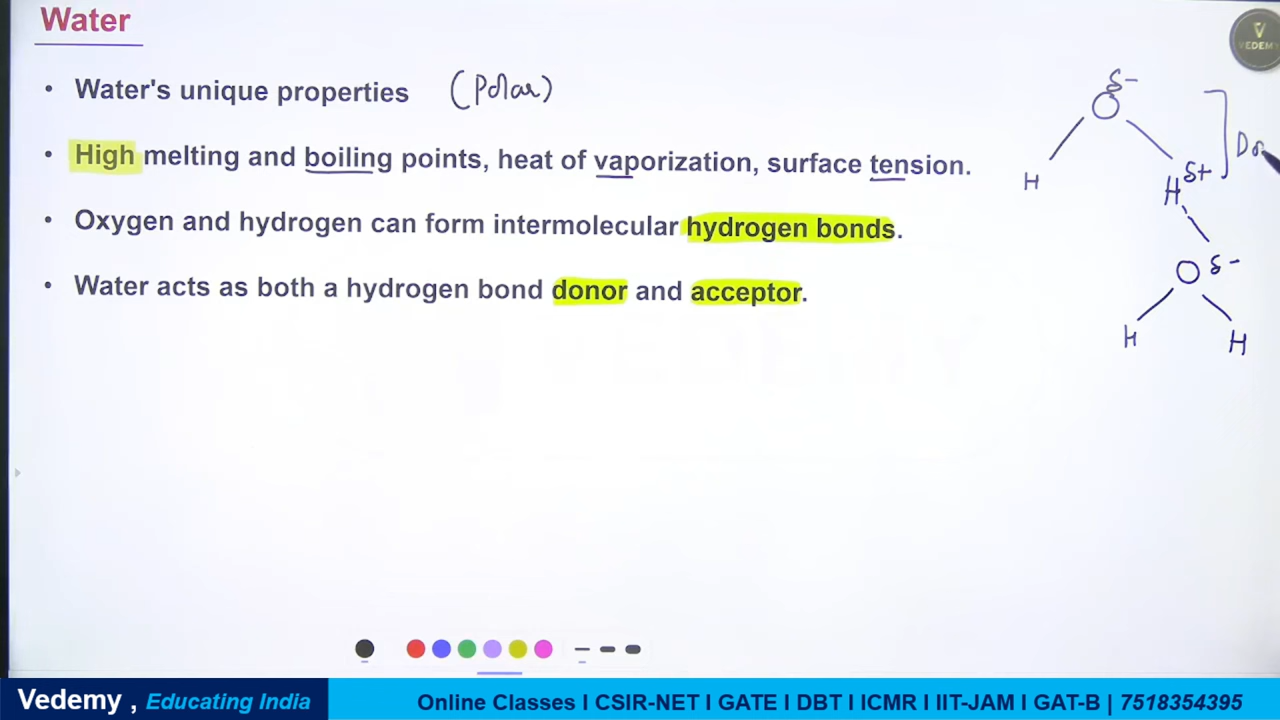 Water
VEDEMY
• Water's unique properties (Polar)
• High melting and boiling points, heat of vaporization, surface tension.
• Oxygen and hydrogen can form intermolecular hydrogen bonds.
• Water acts as both a hydrogen bond donor and acceptor.
δ-
O
H
H δ+
Do
O δ-
H H
Vedemy , Educating India
Online Classes I CSIR-NET I GATE I DBT I ICMR I IIT-JAM I GAT-B | 7518354395